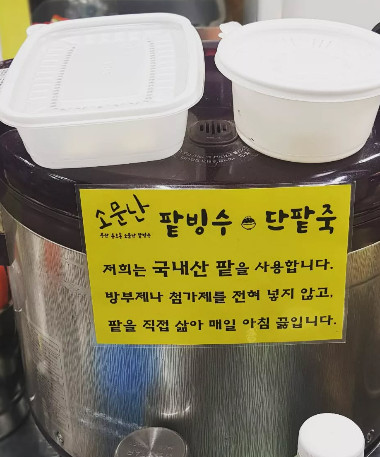 소문난 팥빙수 단팥죽
저희는 국내산 팥을 사용합니다.
방부제나 첨가제를 전혀 넣지 않고,
팥을 직접 삶아 매일 아침 끓입니다.